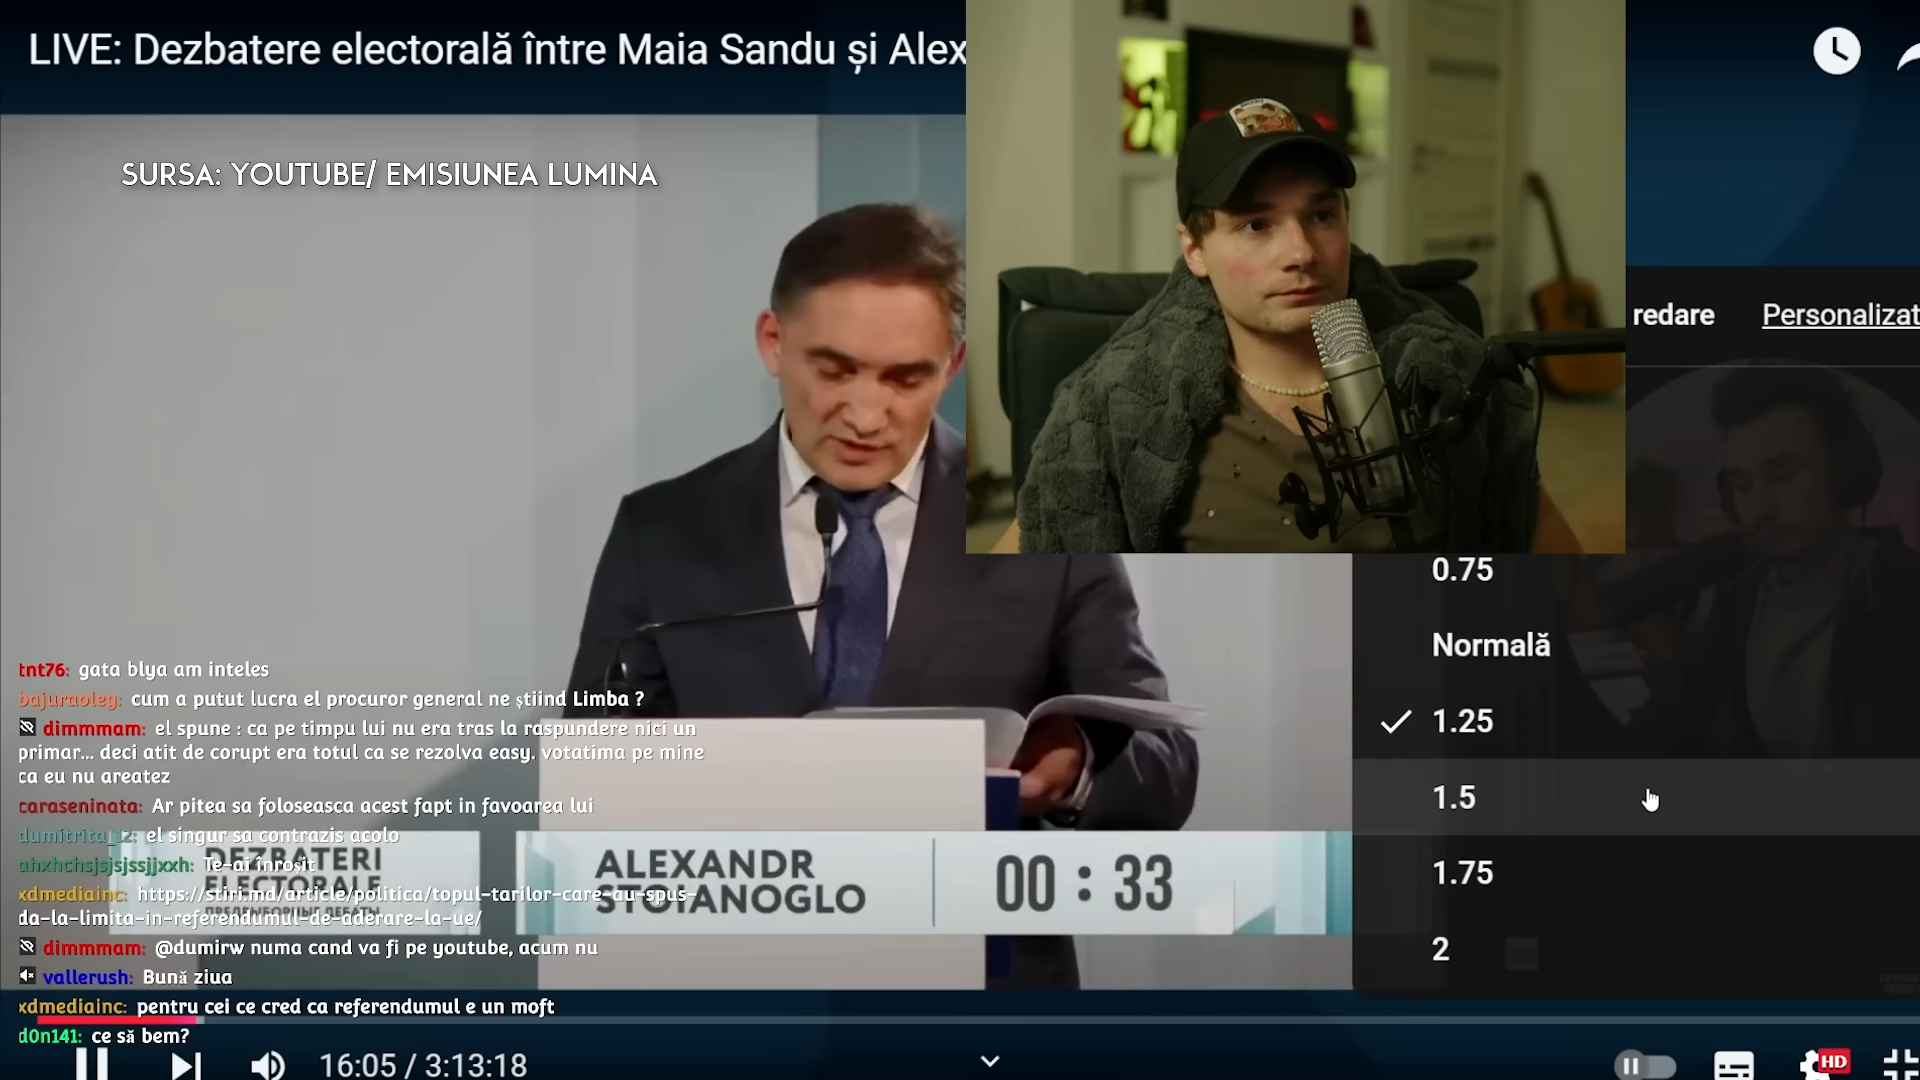 LIVE: Dezbatere electorală între Maia Sandu și Alex
SURSA: YOUTUBE/ EMISIUNEA LUMINA
redare
Personalizat
0.75
Normală
1.25
1.5
1.75
2
tnt76: gata blya am inteles
bajuraoleg: cum a putut lucra el procuror general ne știind Limba ?
dimmmam: el spune : ca pe timpu lui nu era tras la raspundere nici un
primar... deci atit de corupt era totul ca se rezolva easy. votatima pe mine
ca eu nu areatez
caraseninata: Ar pitea sa foloseasca acest fapt in favoarea lui
dumitrita_12: el singur sa contrazis acolo
ahxhchsjsjsjssjjxxh: Te-ai înroșit
xdmediainc: https://stiri.md/article/politica/topul-tarilor-care-au-spus-
da-la-limita-in-referendumul-de-aderare-la-ue/
dimmmam: @dumirw numa cand va fi pe youtube, acum nu
vallerush: Bună ziua
xdmediainc: pentru cei ce cred ca referendumul e un moft
d0n141: ce să bem?
DEZBATERI
ELECTORALE
ПРЕДВЫБОРНЫЕ ДЕБАТЫ
ALEXANDR
STOIANOGLO
00 : 33
16:05 / 3:13:18
HD